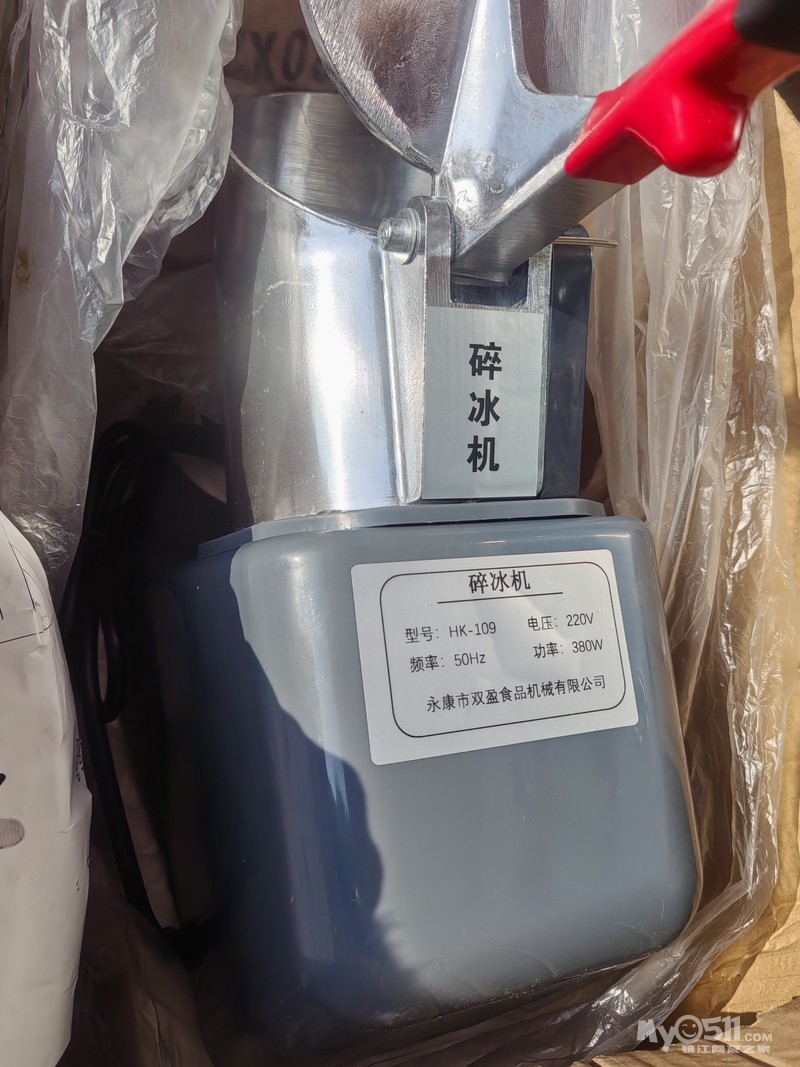 碎冰机
碎冰机
型号：HK-109 电压：220V
频率：50Hz 功率：380W
永康市双盈食品机械有限公司
MyO511.COM
镇江网友之家